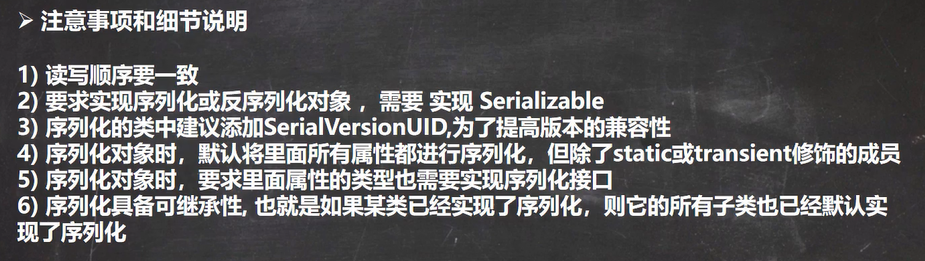 ➢ 注意事项和细节说明
1) 读写顺序要一致
2) 要求实现序列化或反序列化对象 ，需要 实现 Serializable
3) 序列化的类中建议添加SerialVersionUID,为了提高版本的兼容性
4) 序列化对象时，默认将里面所有属性都进行序列化，但除了static或transient修饰的成员
5) 序列化对象时，要求里面属性的类型也需要实现序列化接口
6) 序列化具备可继承性, 也就是如果某类已经实现了序列化，则它的所有子类也已经默认实
现了序列化